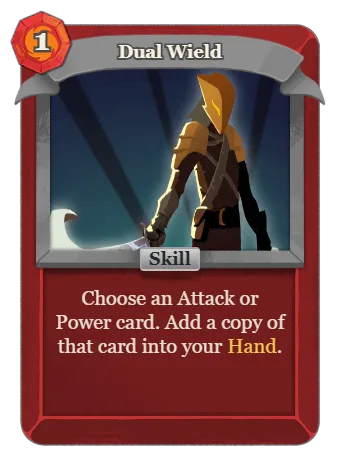 1
Dual Wield
Skill
Choose an Attack or
Power card. Add a copy of
that card into your Hand.